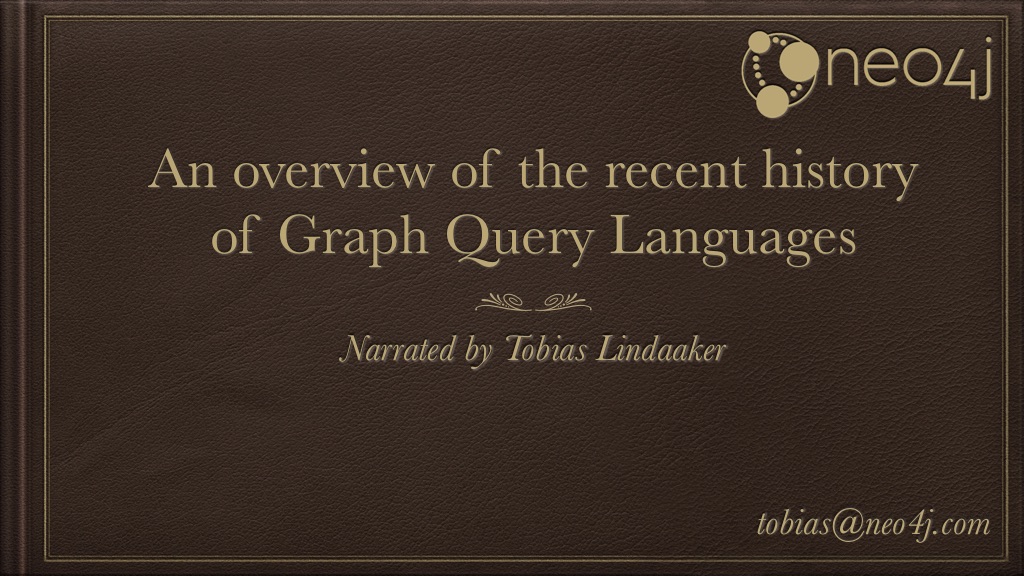 neo4j
An overview of the recent history
of Graph Query Languages
Narrated by Tobias Lindaaker
tobias@neo4j.com